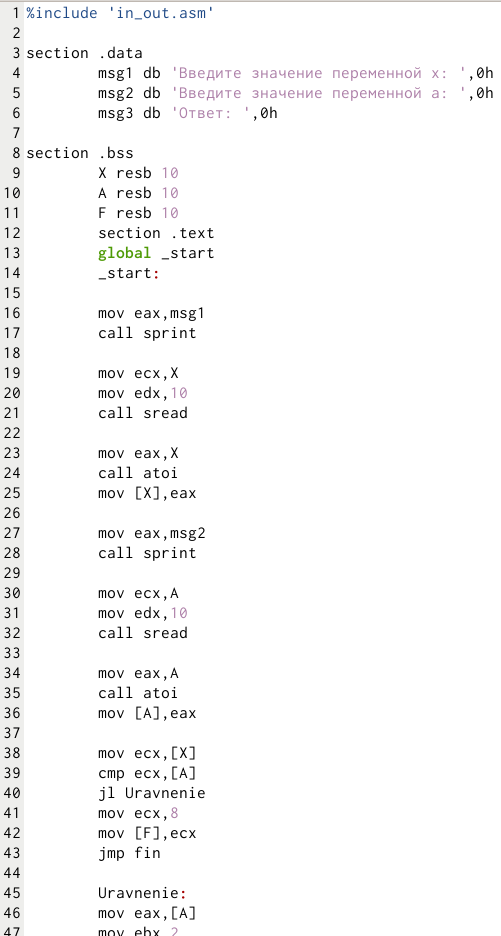 1 %include 'in_out.asm'
2
3 section .data
4 msg1 db 'Введите значение переменной x: ',0h
5 msg2 db 'Введите значение переменной a: ',0h
6 msg3 db 'Ответ: ',0h
7
8 section .bss
9 X resb 10
10 A resb 10
11 F resb 10
12 section .text
13 global _start
14 _start:
15
16 mov eax,msg1
17 call sprint
18
19 mov ecx,X
20 mov edx,10
21 call sread
22
23 mov eax,X
24 call atoi
25 mov [X],eax
26
27 mov eax,msg2
28 call sprint
29
30 mov ecx,A
31 mov edx,10
32 call sread
33
34 mov eax,A
35 call atoi
36 mov [A],eax
37
38 mov ecx,[X]
39 cmp ecx,[A]
40 jl Uravnenie
41 mov ecx,8
42 mov [F],ecx
43 jmp fin
44
45 Uravnenie:
46 mov eax,[A]
47 mov ebx,2